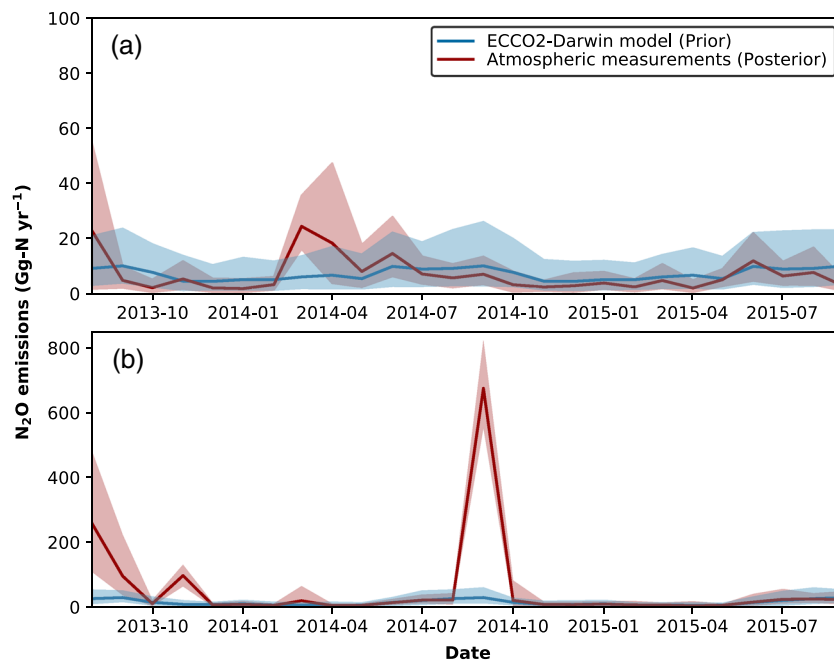 100
80
60
40
20
0
(a)
ECCO2-Darwin model (Prior)
Atmospheric measurements (Posterior)
2013-10 2014-01 2014-04 2014-07 2014-10 2015-01 2015-04 2015-07
N₂O emissions (Gg-N yr⁻¹)
800
600
400
200
0
(b)
2013-10 2014-01 2014-04 2014-07 2014-10 2015-01 2015-04 2015-07
Date